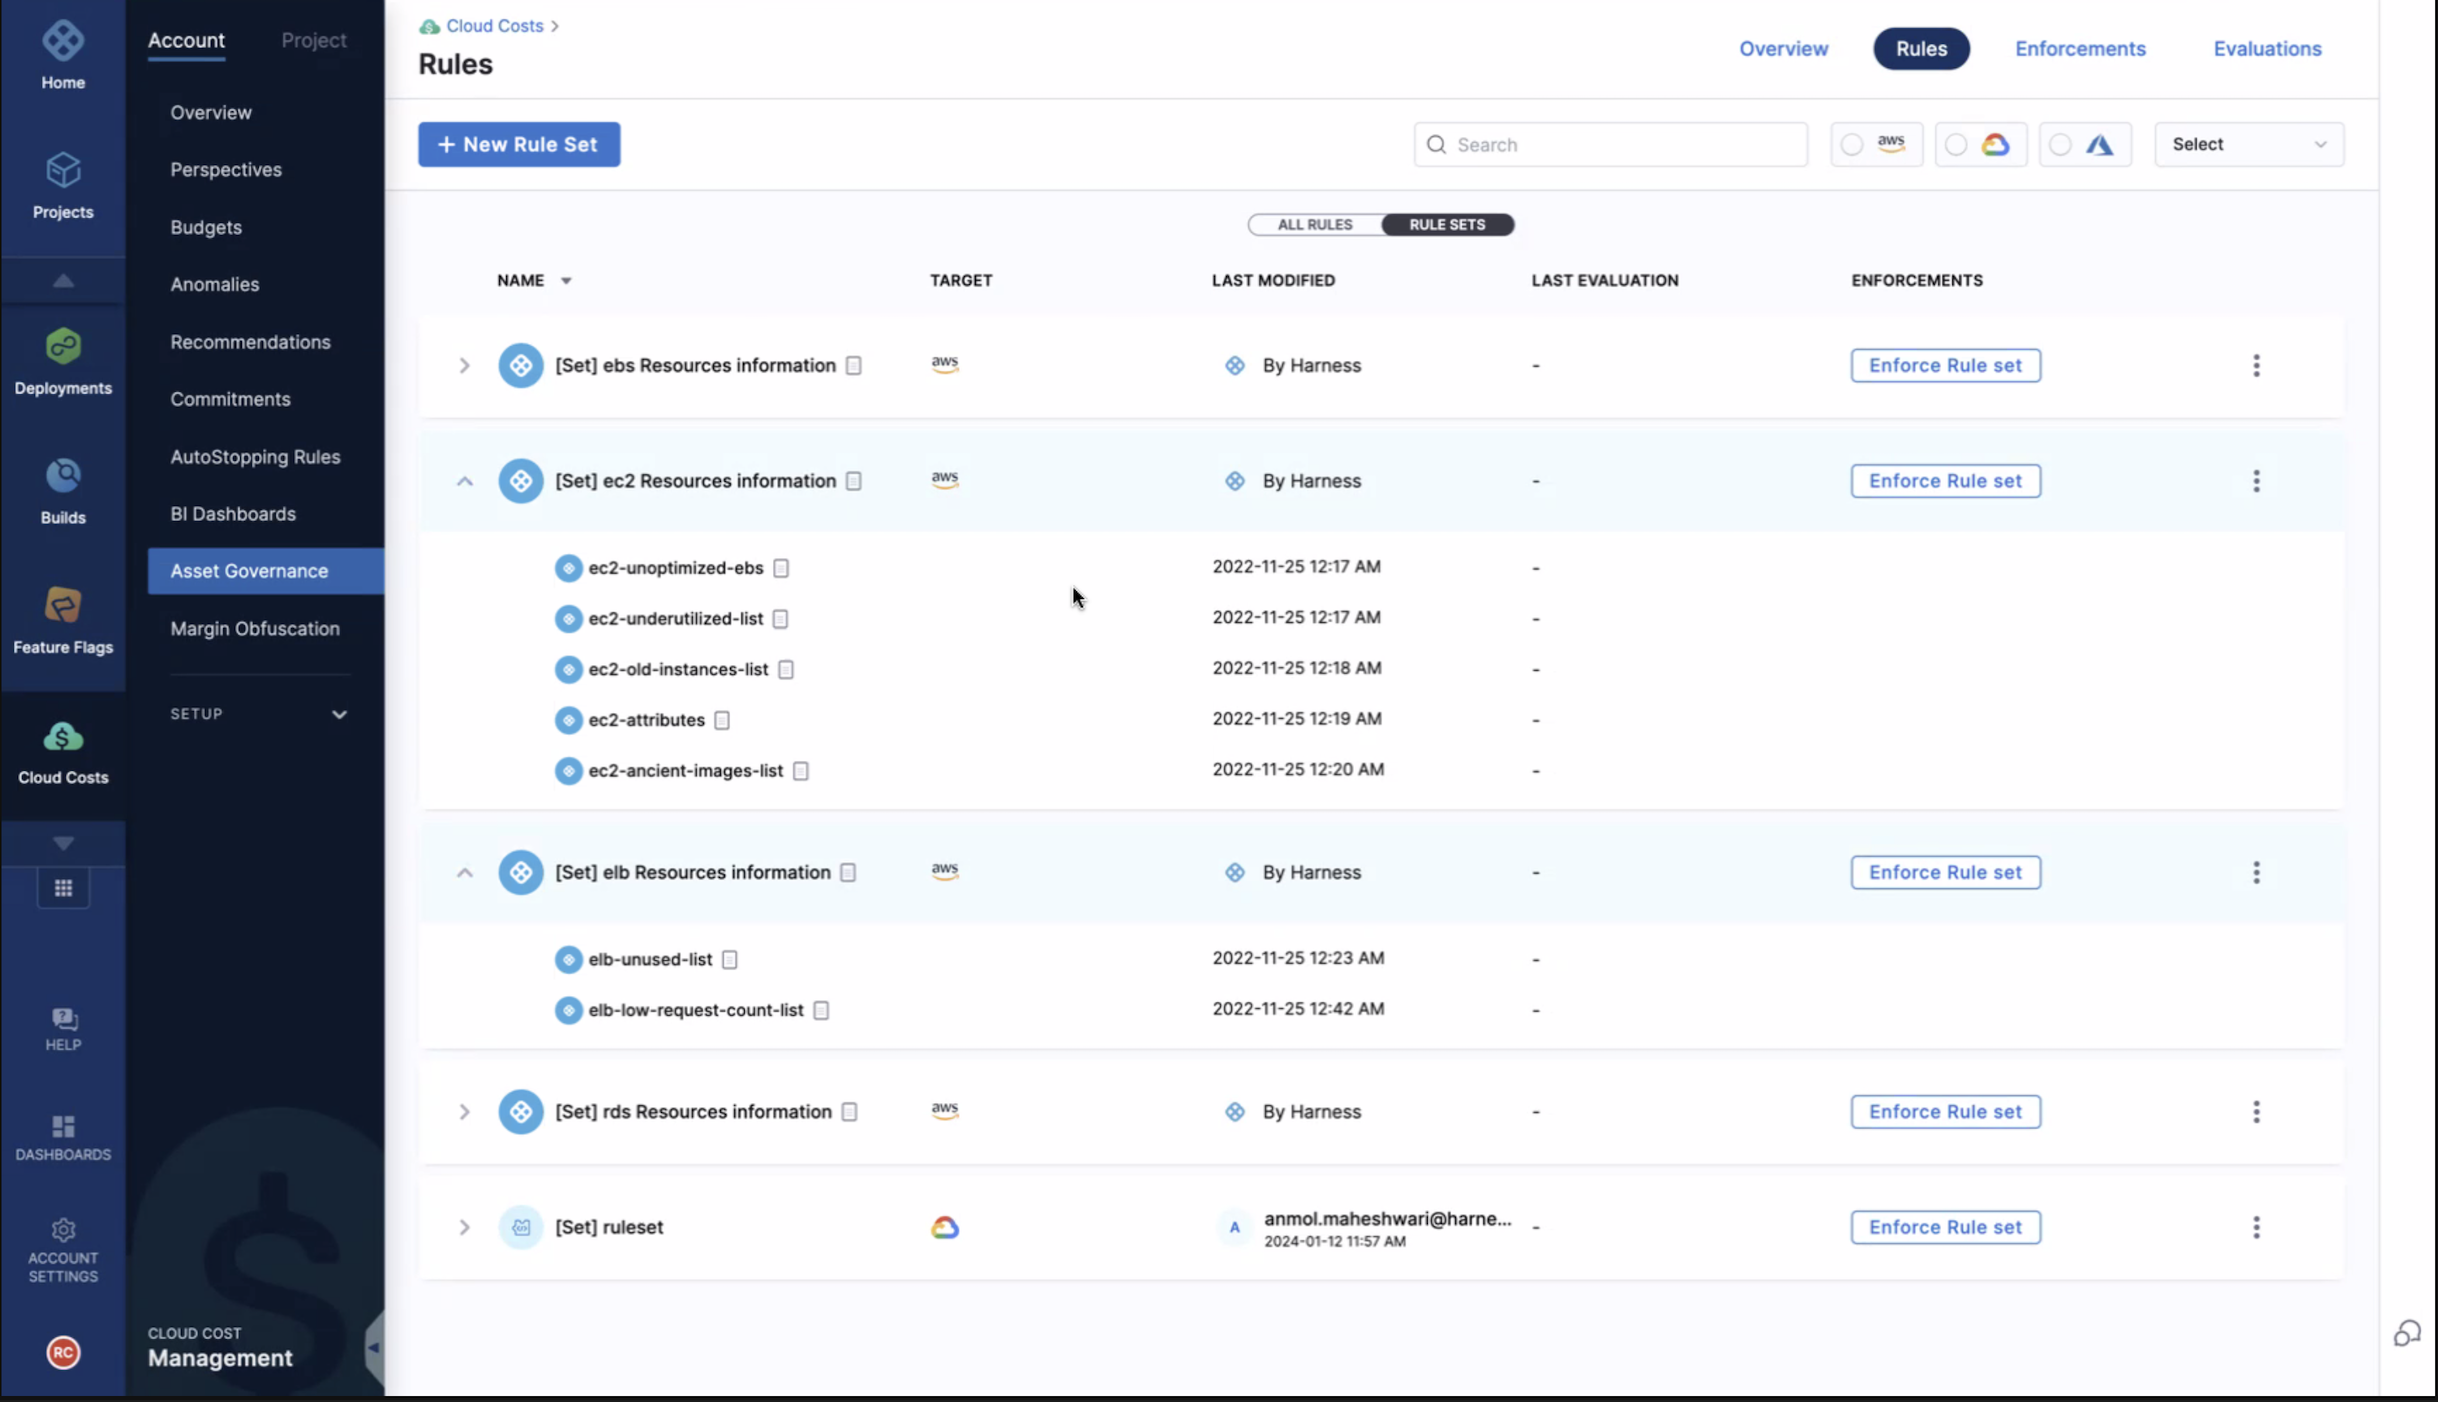 Home
Projects
Deployments
Builds
Feature Flags
Cloud Costs
HELP
DASHBOARDS
ACCOUNT
SETTINGS
RC
Account Project
Overview
Perspectives
Budgets
Anomalies
Recommendations
Commitments
AutoStopping Rules
BI Dashboards
Asset Governance
Margin Obfuscation
SETUP
CLOUD COST
Management
Cloud Costs >
Rules
Overview Rules Enforcements Evaluations
+ New Rule Set
Search
aws
Select
ALL RULES RULE SETS
NAME TARGET LAST MODIFIED LAST EVALUATION ENFORCEMENTS
[Set] ebs Resources information aws By Harness - Enforce Rule set
[Set] ec2 Resources information aws By Harness - Enforce Rule set
ec2-unoptimized-ebs 2022-11-25 12:17 AM -
ec2-underutilized-list 2022-11-25 12:17 AM -
ec2-old-instances-list 2022-11-25 12:18 AM -
ec2-attributes 2022-11-25 12:19 AM -
ec2-ancient-images-list 2022-11-25 12:20 AM -
[Set] elb Resources information aws By Harness - Enforce Rule set
elb-unused-list 2022-11-25 12:23 AM -
elb-low-request-count-list 2022-11-25 12:42 AM -
[Set] rds Resources information aws By Harness - Enforce Rule set
[Set] ruleset A anmol.maheshwari@harne... - Enforce Rule set
2024-01-12 11:57 AM